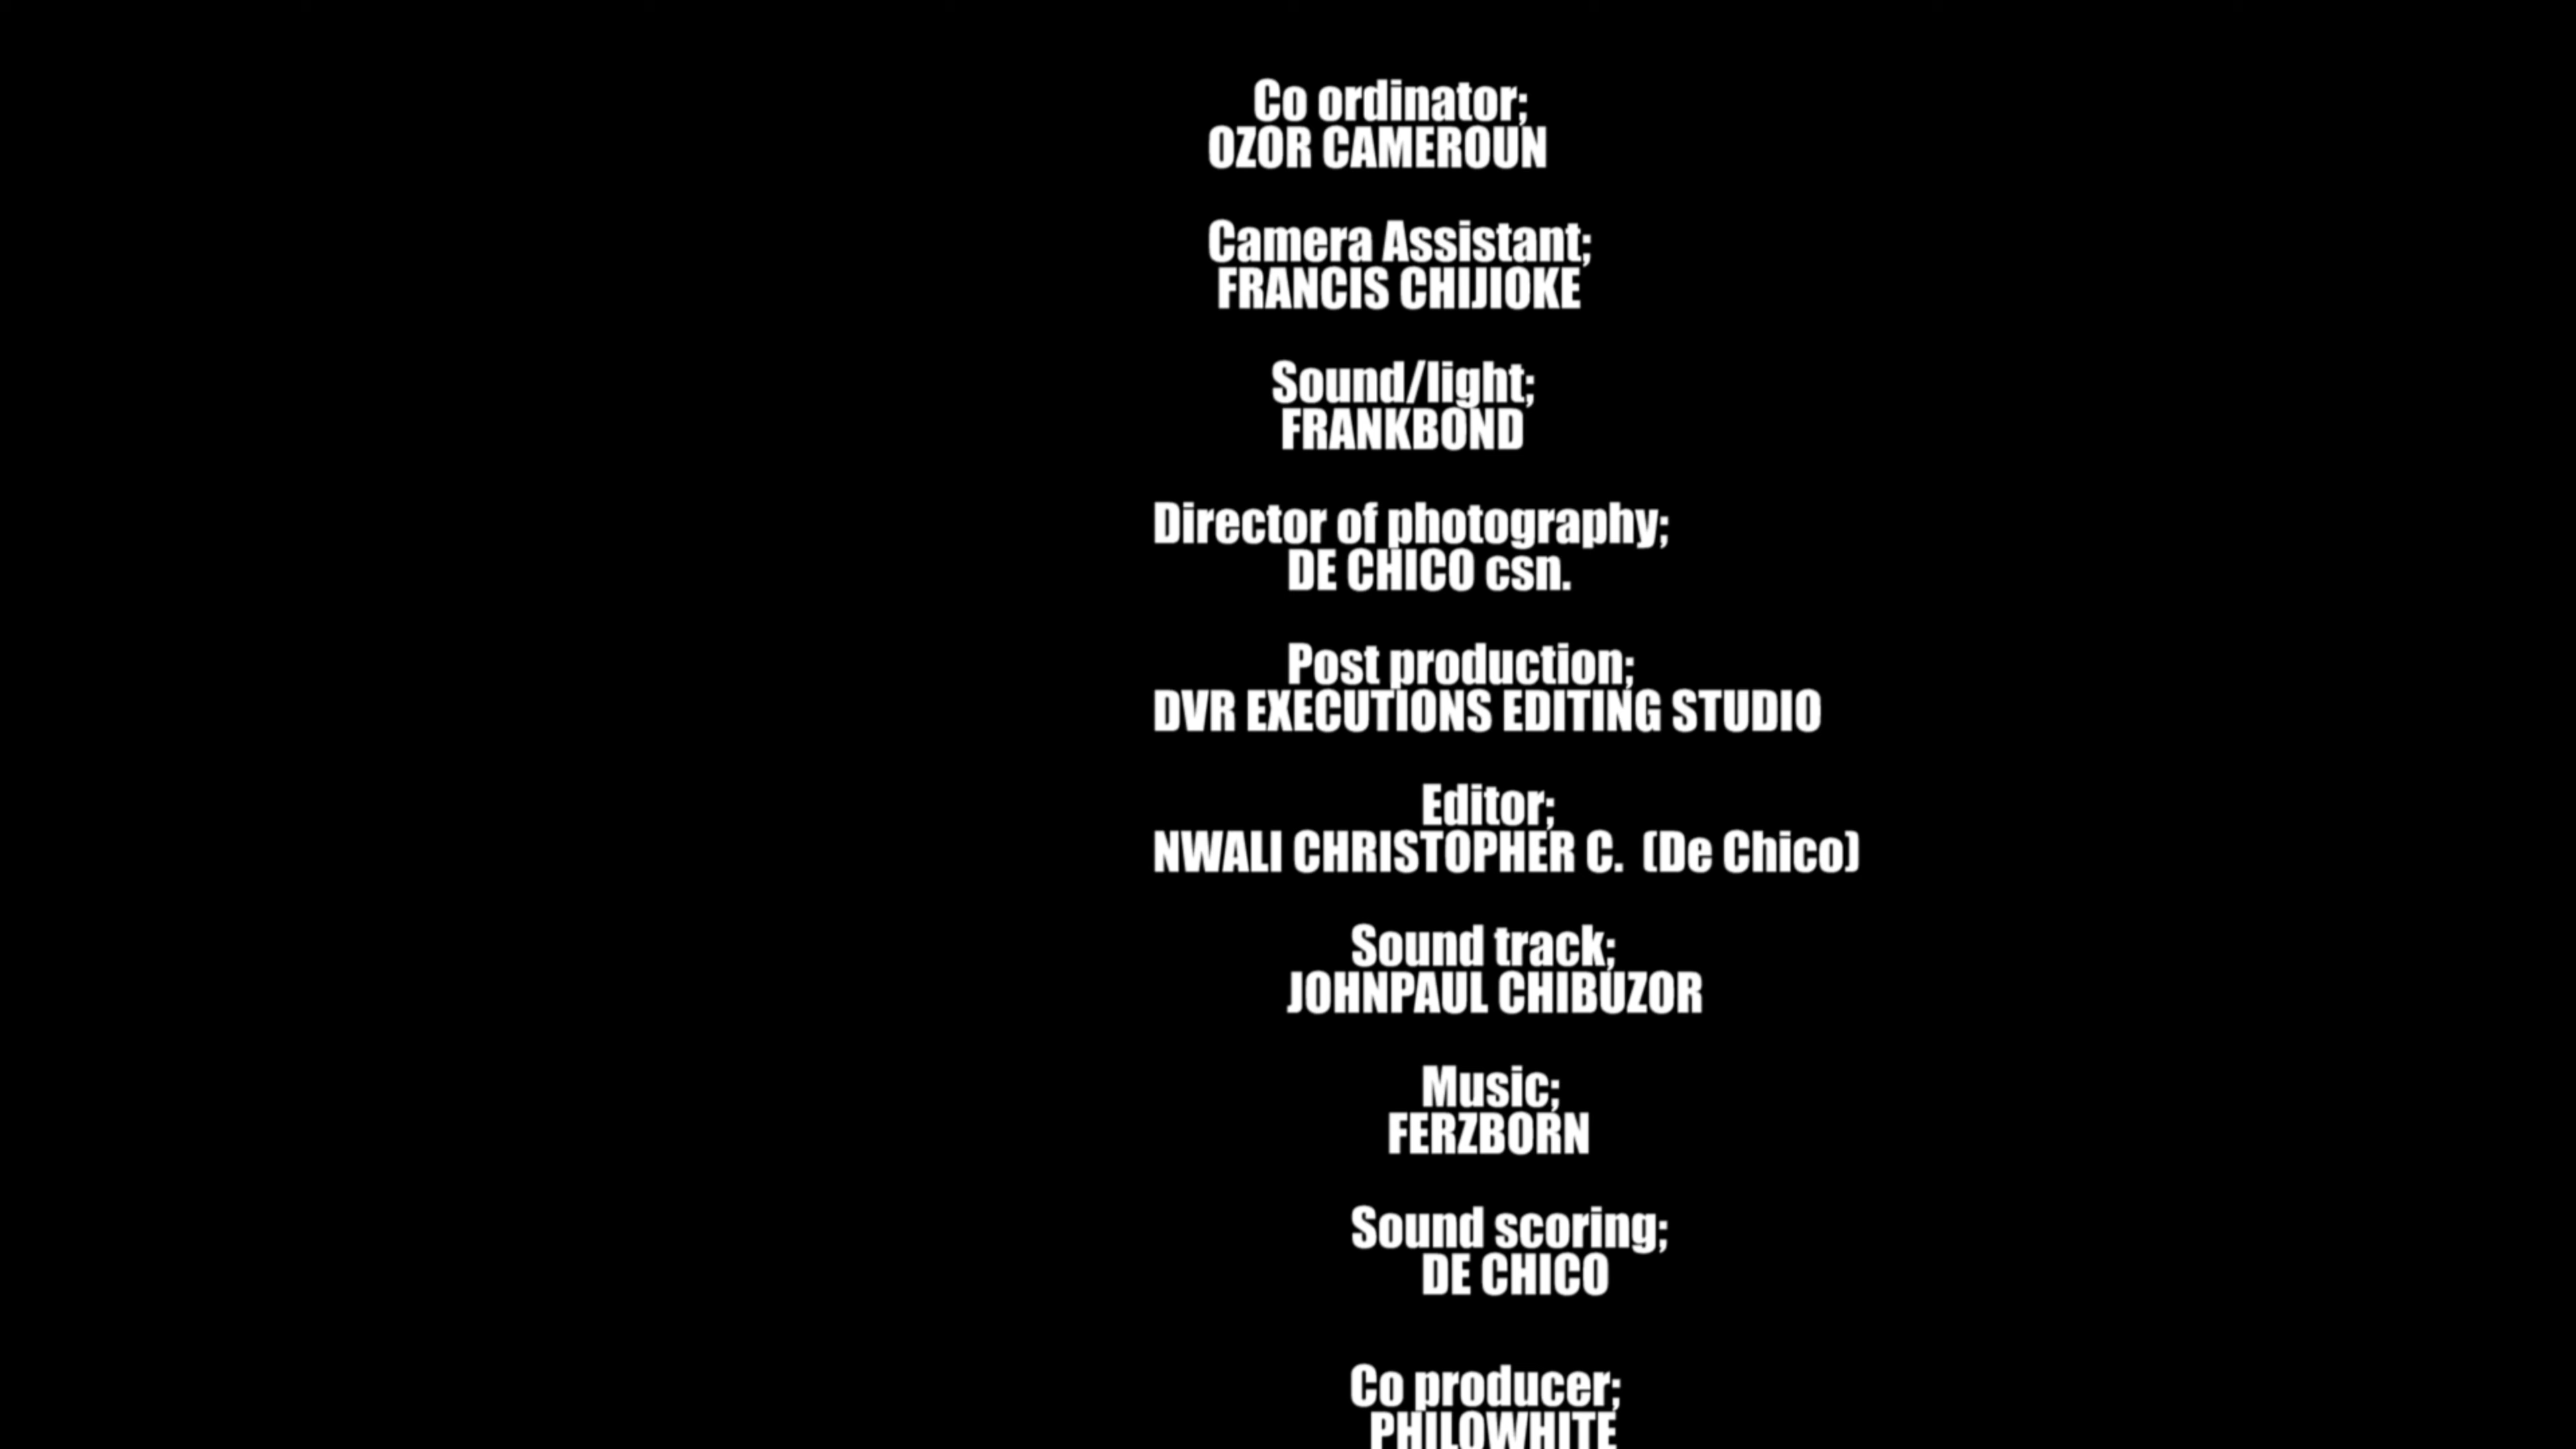 Co ordinator;
OZOR CAMEROUN
Camera Assistant;
FRANCIS CHIJIOKE
Sound/light;
FRANKBOND
Director of photography;
DE CHICO csn.
Post production;
DVR EXECUTIONS EDITING STUDIO
Editor;
NWALI CHRISTOPHER C. (De Chico)
Sound track;
JOHNPAUL CHIBUZOR
Music;
FERZBORN
Sound scoring;
DE CHICO
Co producer;
PHILOWHITE